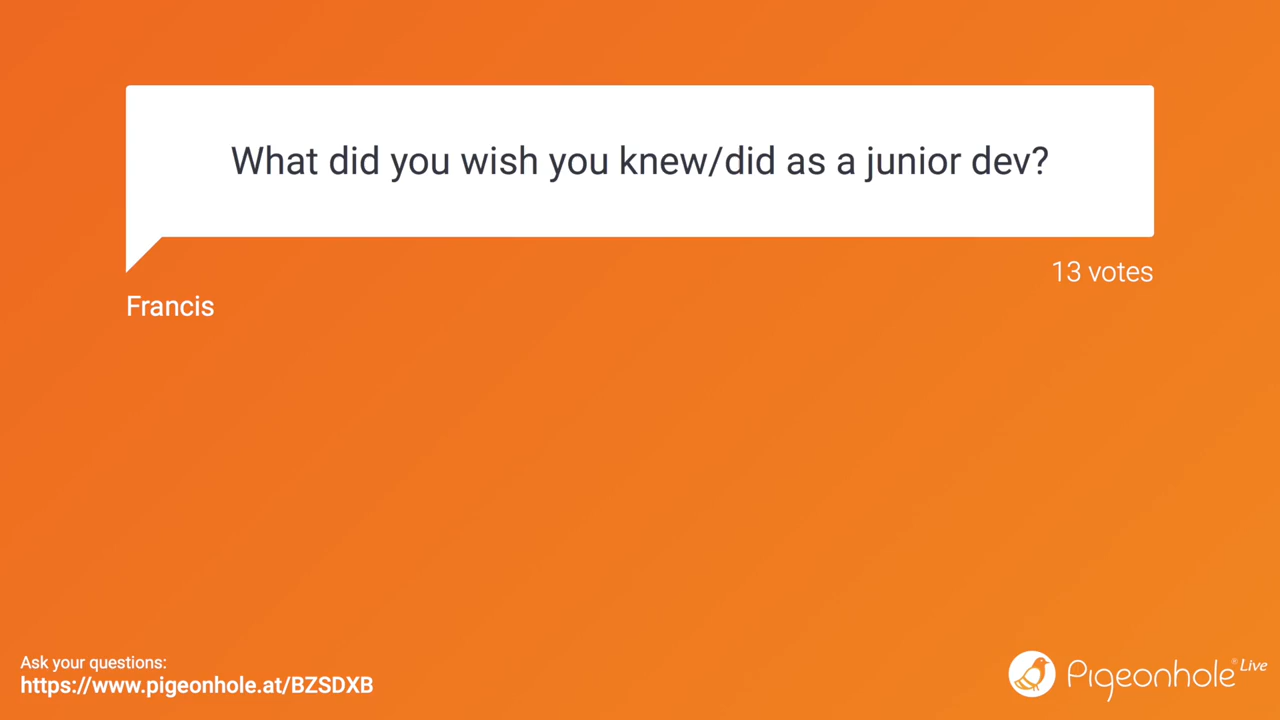 What did you wish you knew/did as a junior dev?
13 votes
Francis
Ask your questions:
https://www.pigeonhole.at/BZSDXB
Pigeonhole® Live